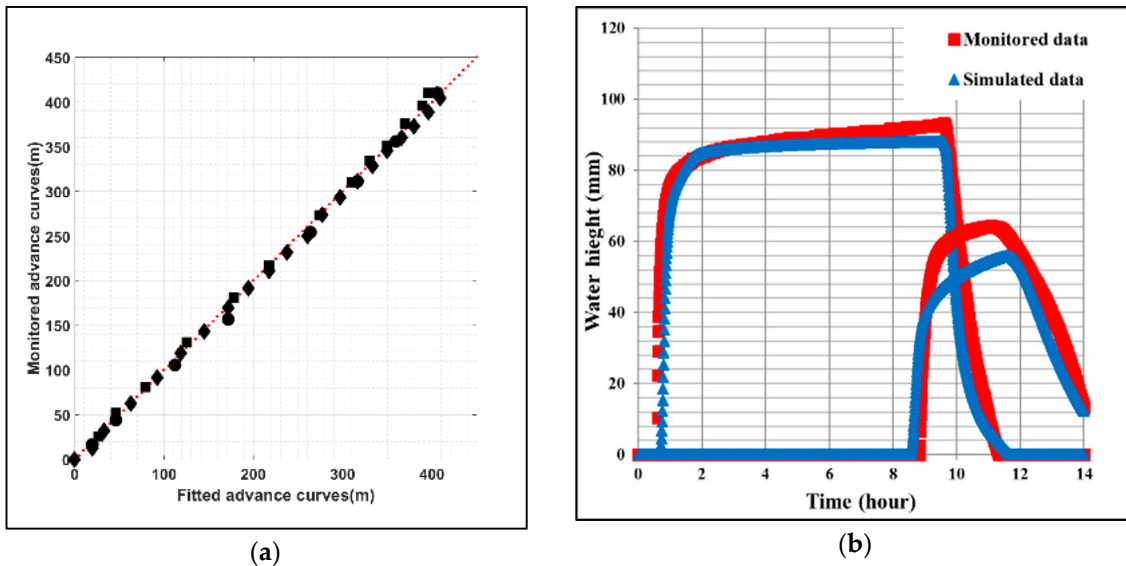 450
400
350
300
250
200
150
100
50
0
Monitored advance curves(m)
0 100 200 300 400
Fitted advance curves(m)
(a)
120
100
80
60
40
20
0
Water hieght (mm)
Monitored data
Simulated data
0 2 4 6 8 10 12 14
Time (hour)
(b)